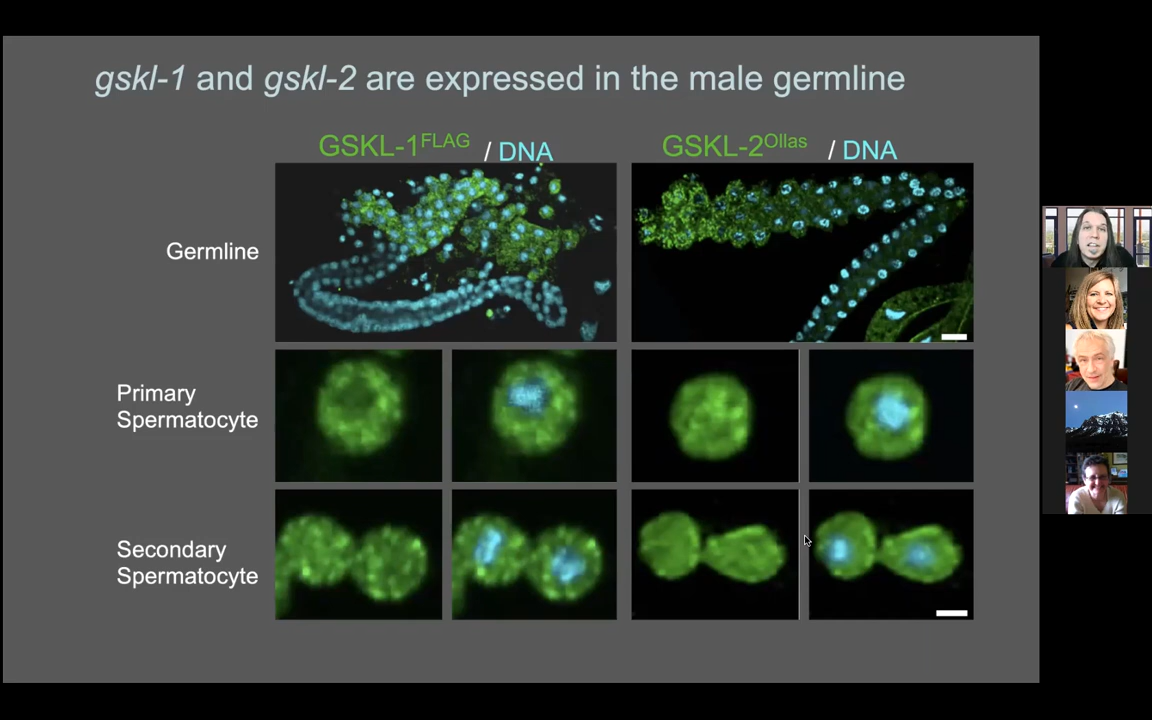 gskl-1 and gskl-2 are expressed in the male germline
GSKL-1FLAG / DNA
GSKL-2Ollas / DNA
Germline
Primary
Spermatocyte
Secondary
Spermatocyte